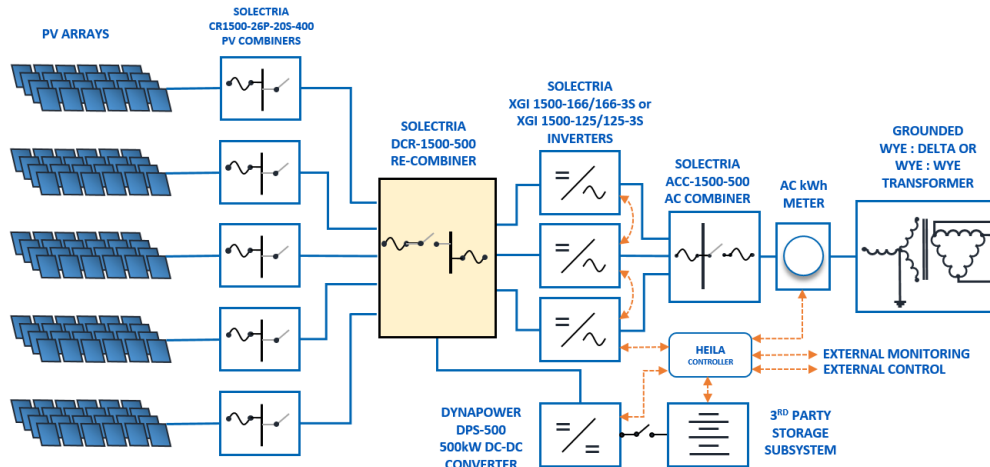 PV ARRAYS
SOLECTRIA
CR1500-26P-20S-400
PV COMBINERS
SOLECTRIA
DCR-1500-500
RE-COMBINER
SOLECTRIA
XGI 1500-166/166-3S or
XGI 1500-125/125-3S
INVERTERS
SOLECTRIA
ACC-1500-500
AC COMBINER
AC kWh
METER
GROUNDED
WYE : DELTA OR
WYE : WYE
TRANSFORMER
HEILA
CONTROLLER
EXTERNAL MONITORING
EXTERNAL CONTROL
DYNAPOWER
DPS-500
500kW DC-DC
CONVERTER
3RD PARTY
STORAGE
SUBSYSTEM